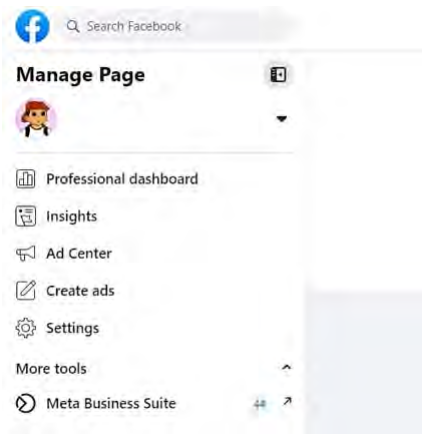 Search Facebook
Manage Page
Professional dashboard
Insights
Ad Center
Create ads
Settings
More tools
Meta Business Suite